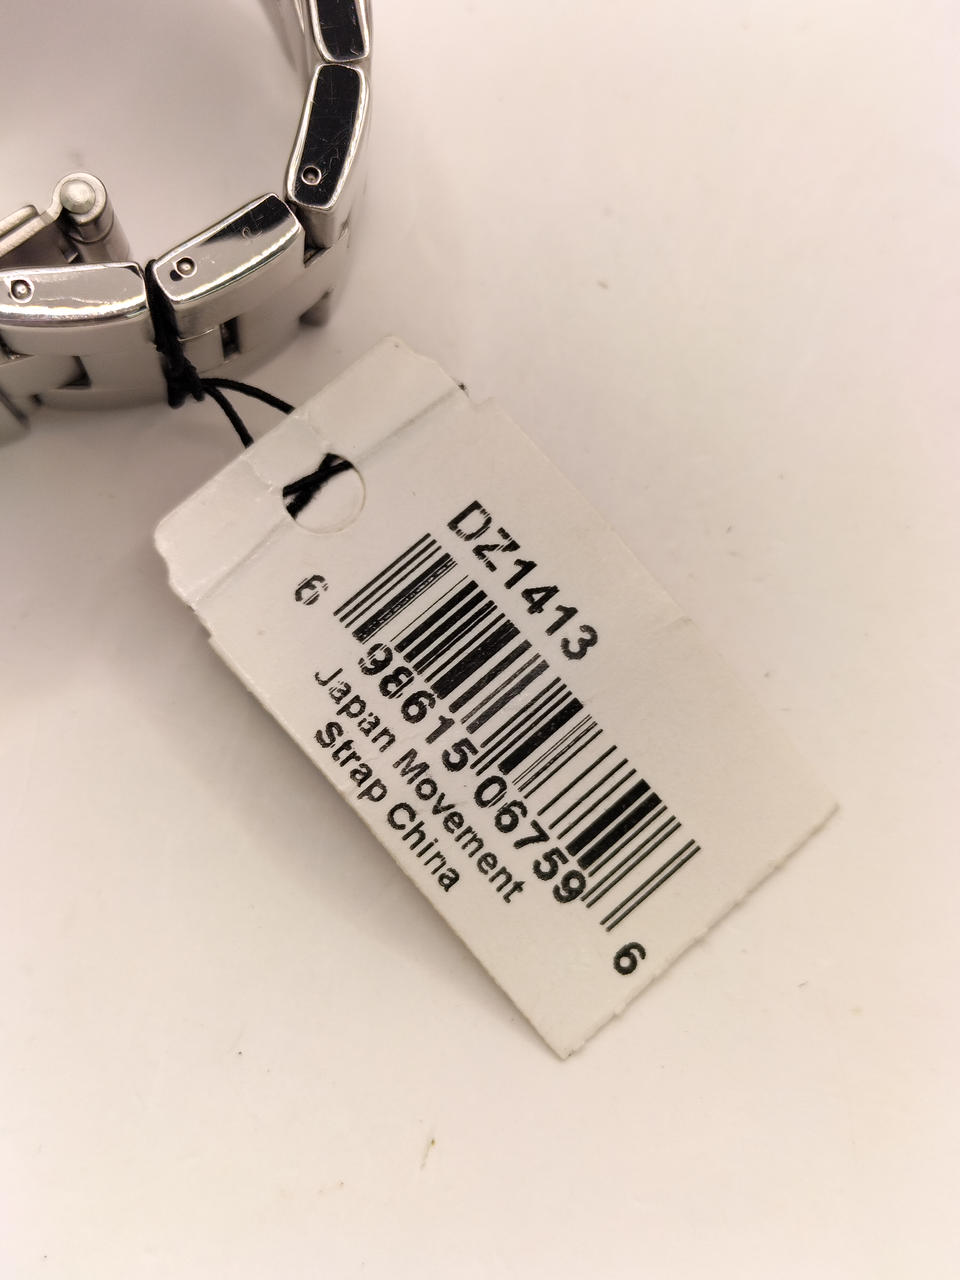 DZ1413
6 98615 06759 6
Japan Movement
Strap China